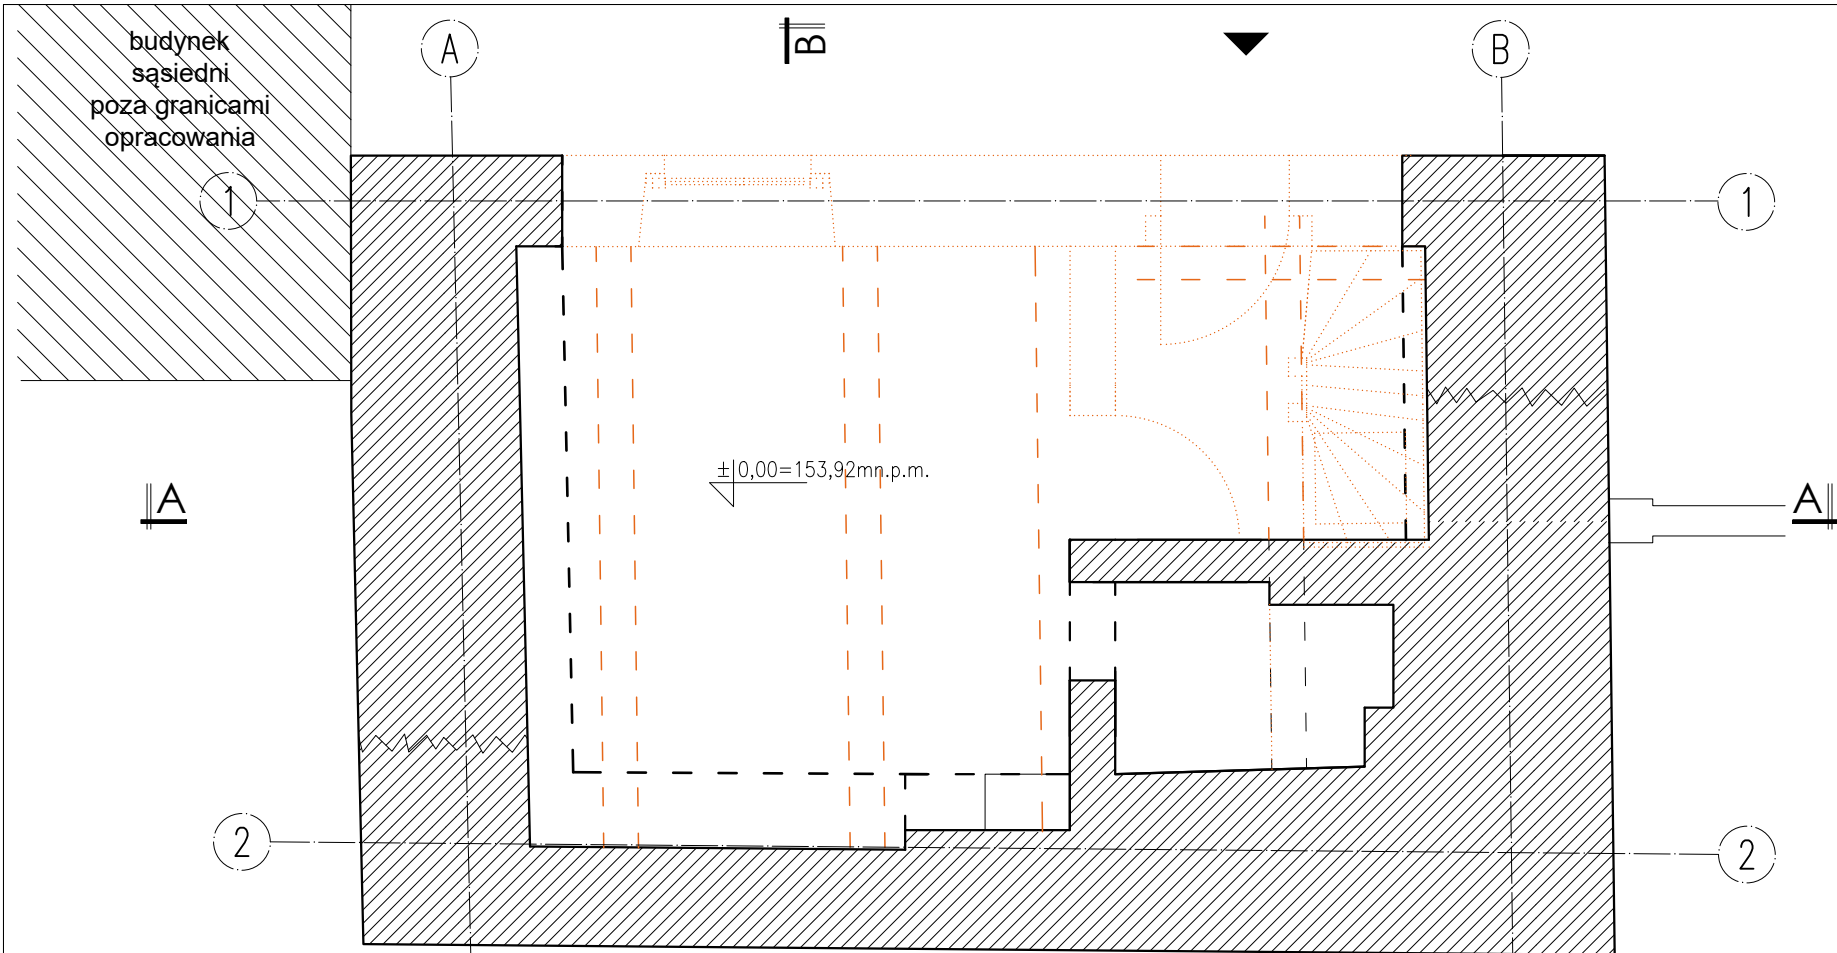 budynek
sąsiedni
poza granicami
opracowania
A
B
B
1
1
±0,00=153,92mn.p.m.
A
A
2
2